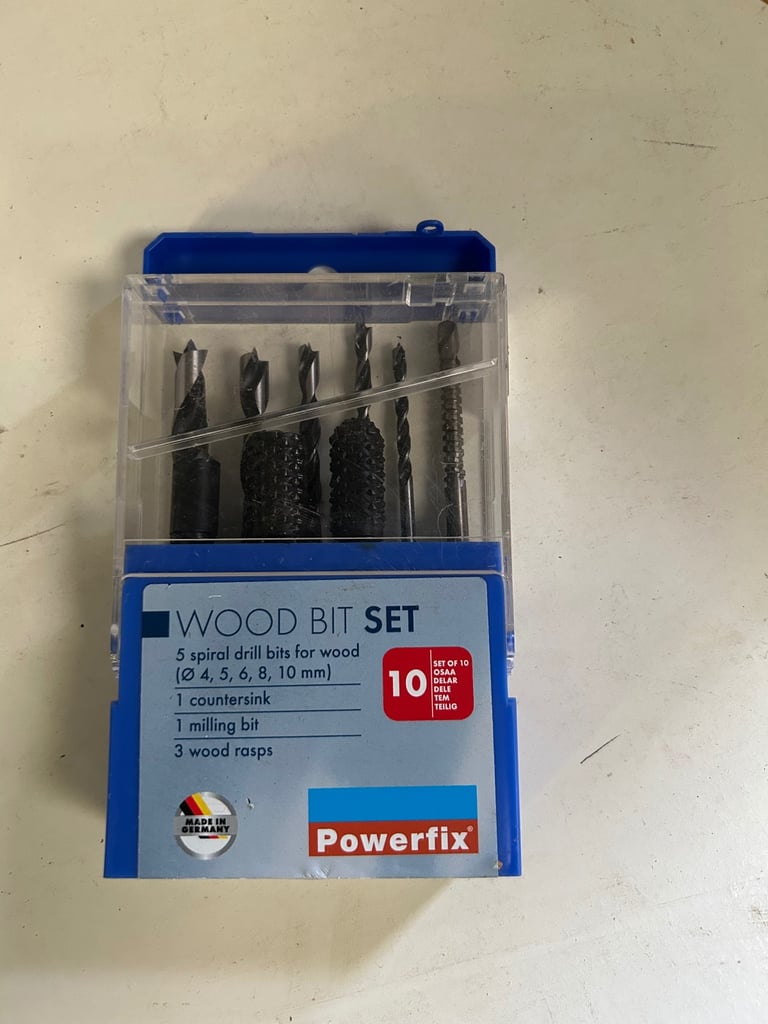 WOOD BIT SET
5 spiral drill bits for wood
(Ø 4, 5, 6, 8, 10 mm)
1 countersink
1 milling bit
3 wood rasps
10
SET OF 10
OSAA
DELAR
DELE
TEM
TEILIG
MADE IN
GERMANY
Powerfix®